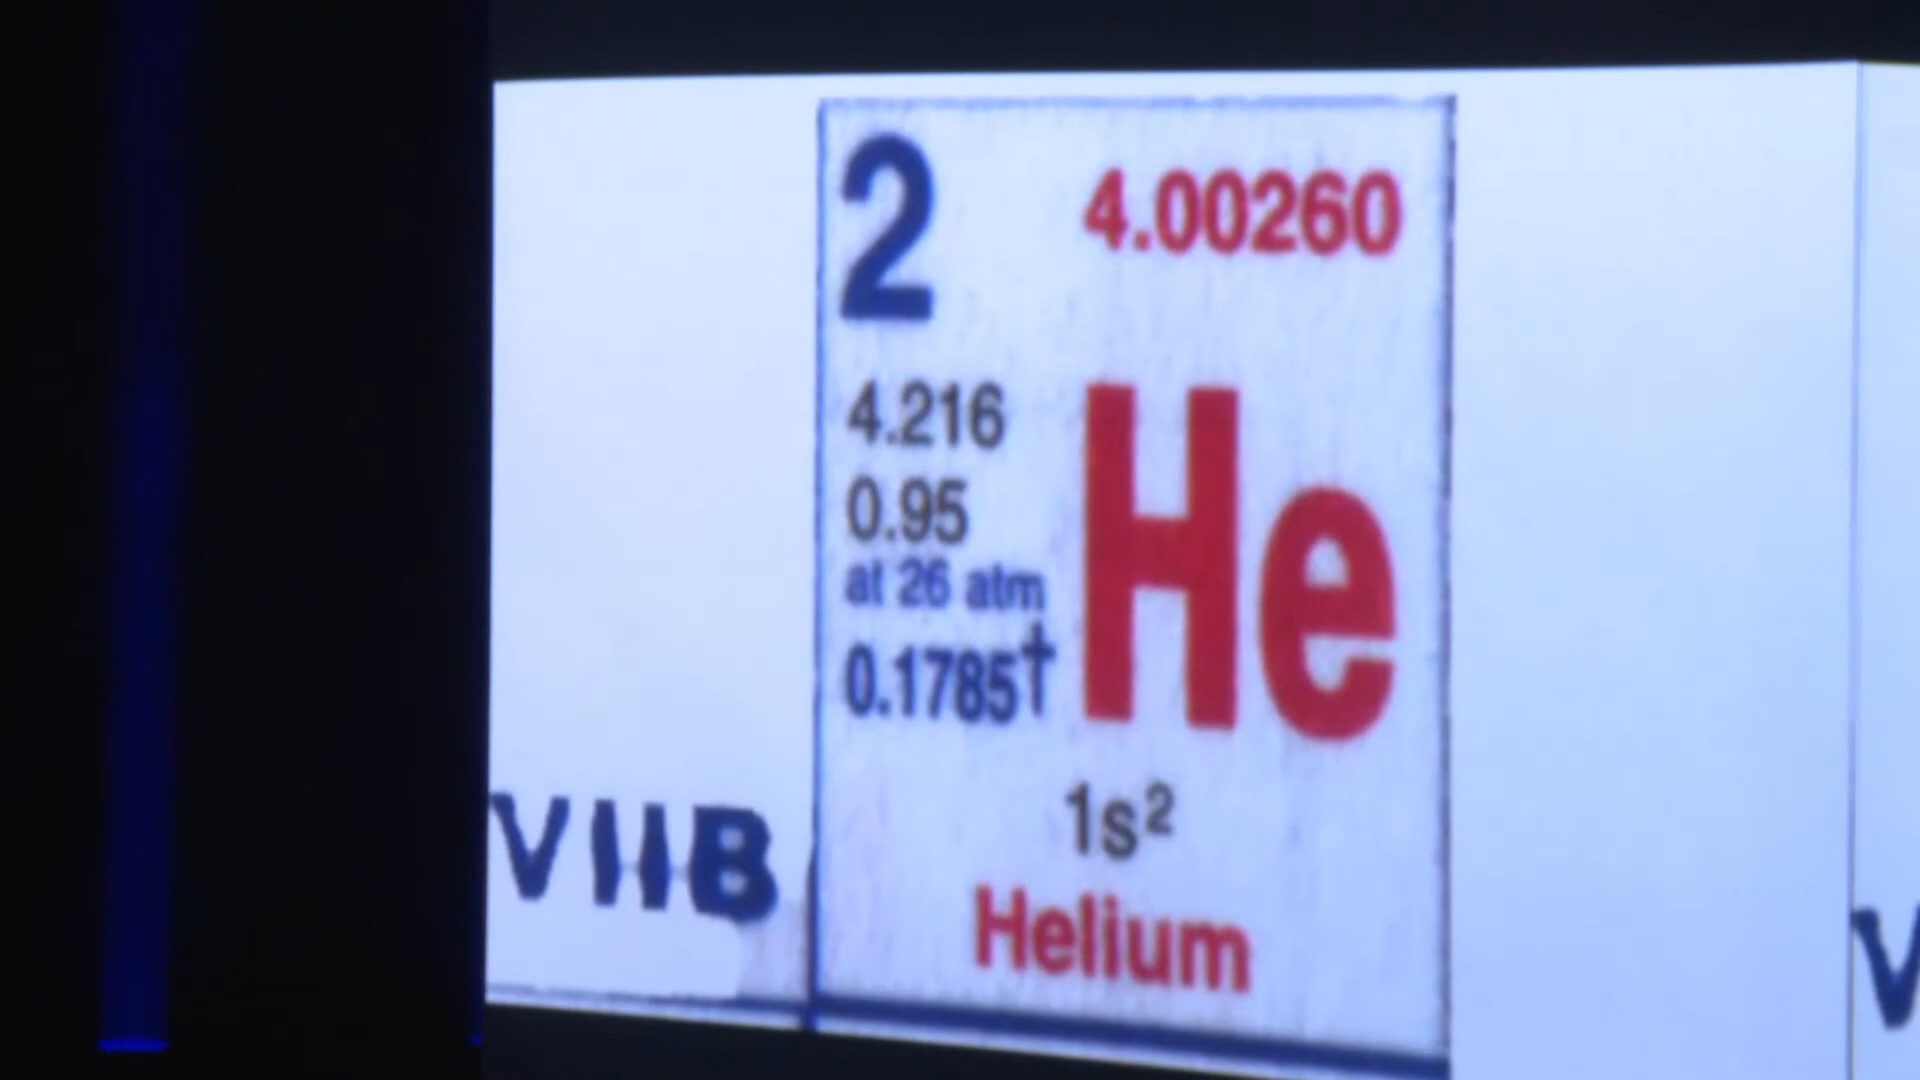 2
4.00260
4.216
0.95
at 26 atm
0.1785†
He
1s²
Helium
VIIB
V